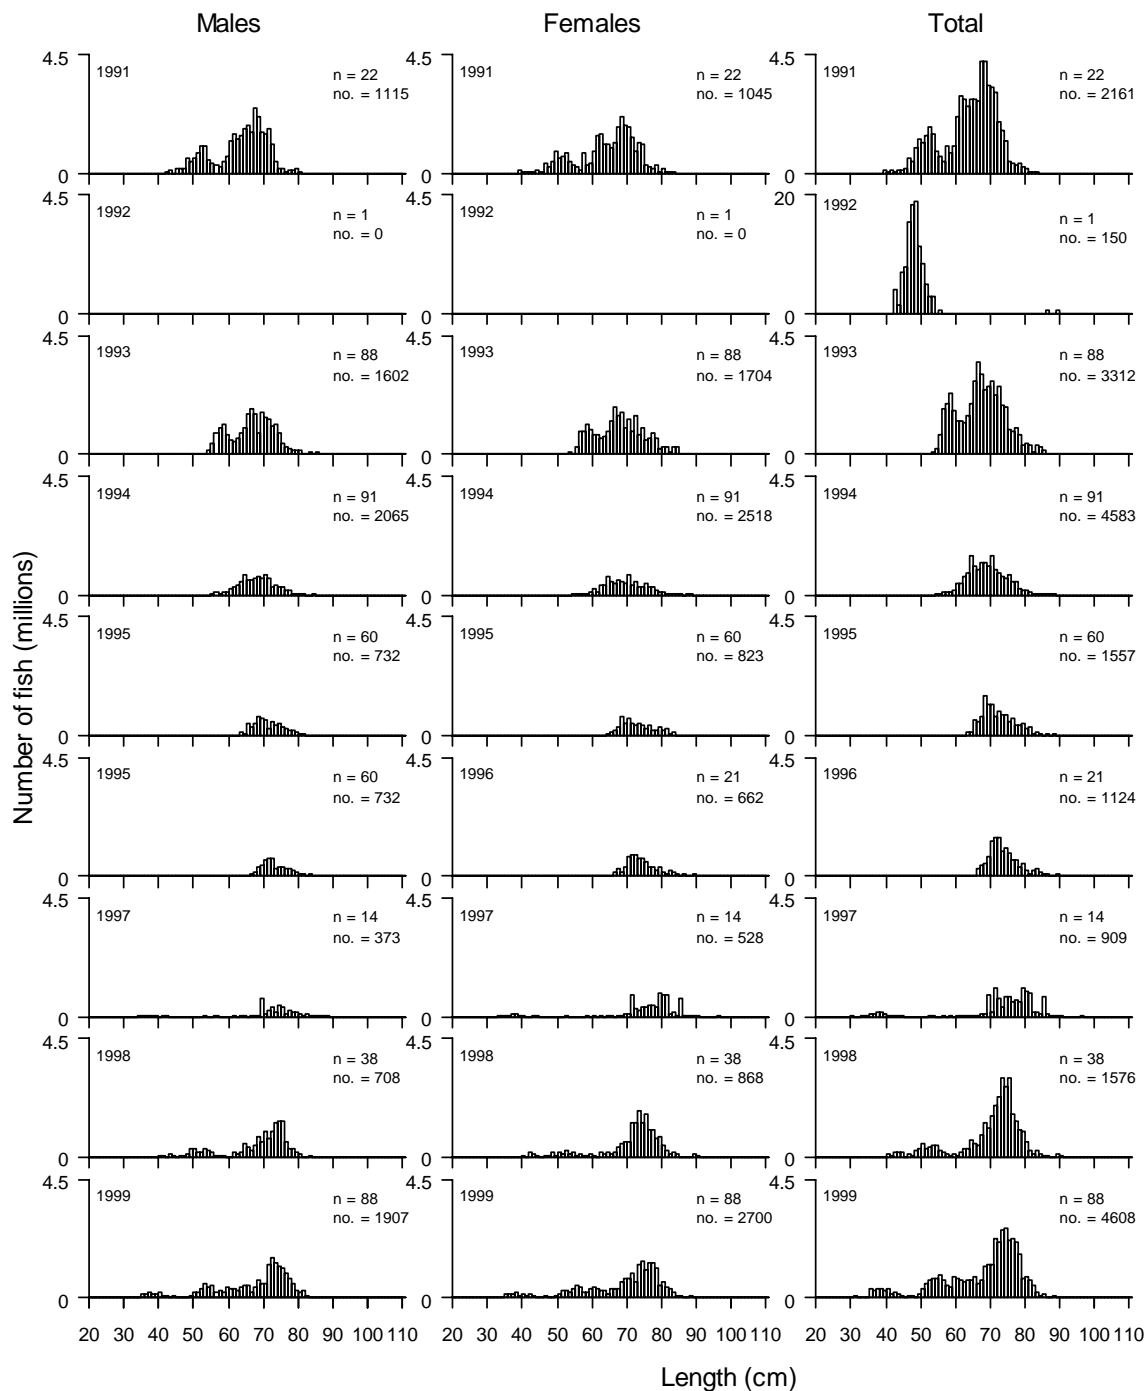 Males Females Total
4.5 4.5 4.5
1991 n = 22 1991 n = 22 1991 n = 22
no. = 1115 no. = 1045 no. = 2161
0 0 0
4.5 4.5 20
1992 n = 1 1992 n = 1 1992 n = 1
no. = 0 no. = 0 no. = 150
0 0 0
4.5 4.5 4.5
1993 n = 88 1993 n = 88 1993 n = 88
no. = 1602 no. = 1704 no. = 3312
0 0 0
4.5 4.5 4.5
1994 n = 91 1994 n = 91 1994 n = 91
no. = 2065 no. = 2518 no. = 4583
0 0 0
Number of fish (millions)
4.5 4.5 4.5
1995 n = 60 1995 n = 60 1995 n = 60
no. = 732 no. = 823 no. = 1557
0 0 0
4.5 4.5 4.5
1995 n = 60 1996 n = 21 1996 n = 21
no. = 732 no. = 662 no. = 1124
0 0 0
4.5 4.5 4.5
1997 n = 14 1997 n = 14 1997 n = 14
no. = 373 no. = 528 no. = 909
0 0 0
4.5 4.5 4.5
1998 n = 38 1998 n = 38 1998 n = 38
no. = 708 no. = 868 no. = 1576
0 0 0
4.5 4.5 4.5
1999 n = 88 1999 n = 88 1999 n = 88
no. = 1907 no. = 2700 no. = 4608
0 0 0
20 30 40 50 60 70 80 90 100 110 20 30 40 50 60 70 80 90 100 110 20 30 40 50 60 70 80 90 100 110
Length (cm)